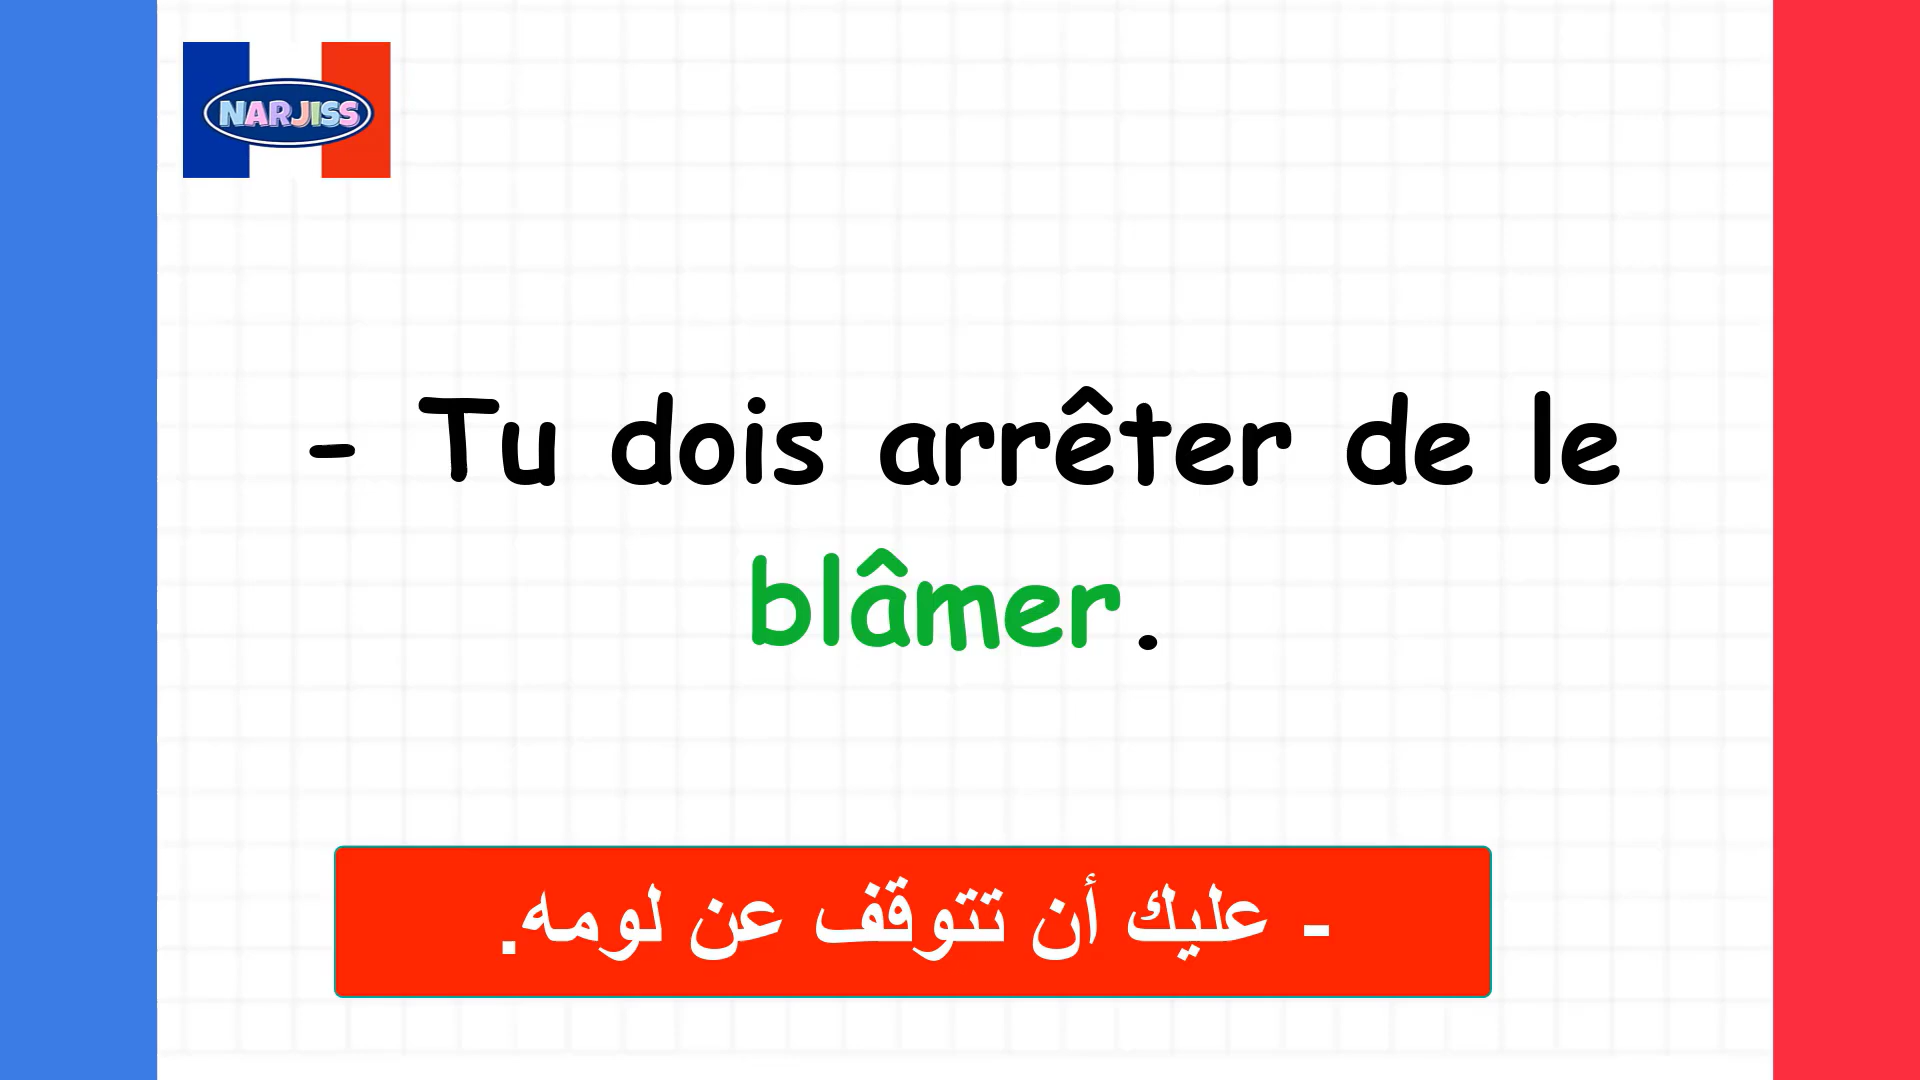 NARJISS
- Tu dois arrêter de le
blâmer.
- عليك أن تتوقف عن لومه.